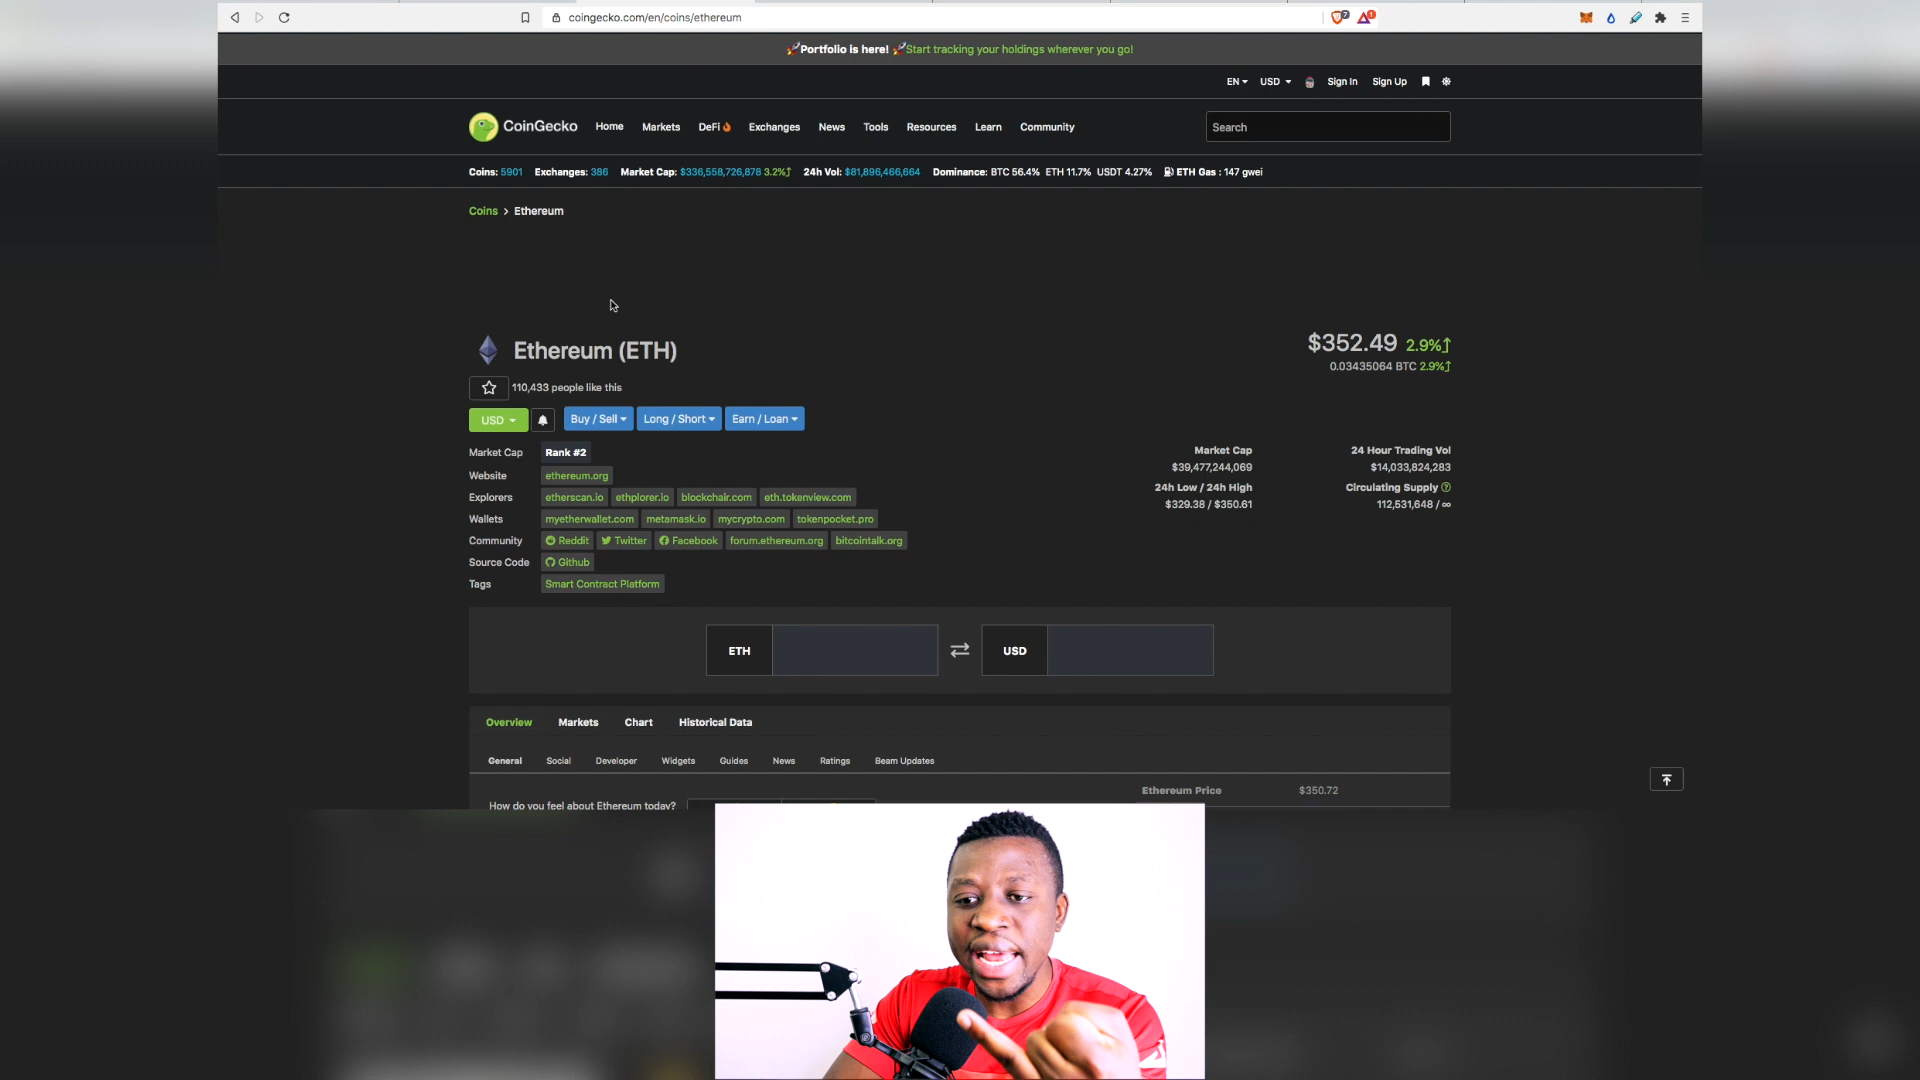 coingecko.com/en/coins/ethereum
7
1
Portfolio is here! Start tracking your holdings wherever you go!
EN USD Sign In Sign Up
CoinGecko Home Markets DeFi Exchanges News Tools Resources Learn Community Search
Coins: 5901 Exchanges: 386 Market Cap: $336,558,726,878 3.2% 24h Vol: $81,896,466,664 Dominance: BTC 56.4% ETH 11.7% USDT 4.27% ETH Gas : 147 gwei
Coins > Ethereum
Ethereum (ETH)
$352.49 2.9%
0.03435064 BTC 2.9%
110,433 people like this
USD Buy / Sell Long / Short Earn / Loan
Market Cap Rank #2
Website ethereum.org
Explorers etherscan.io ethplorer.io blockchair.com eth.tokenview.com
Wallets myetherwallet.com metamask.io mycrypto.com tokenpocket.pro
Community Reddit Twitter Facebook forum.ethereum.org bitcointalk.org
Source Code Github
Tags Smart Contract Platform
Market Cap
$39,477,244,069
24h Low / 24h High
$329.38 / $350.61
24 Hour Trading Vol
$14,033,824,283
Circulating Supply ?
112,531,648 / ∞
ETH USD
Overview Markets Chart Historical Data
General Social Developer Widgets Guides News Ratings Beam Updates
How do you feel about Ethereum today?
Ethereum Price $350.72